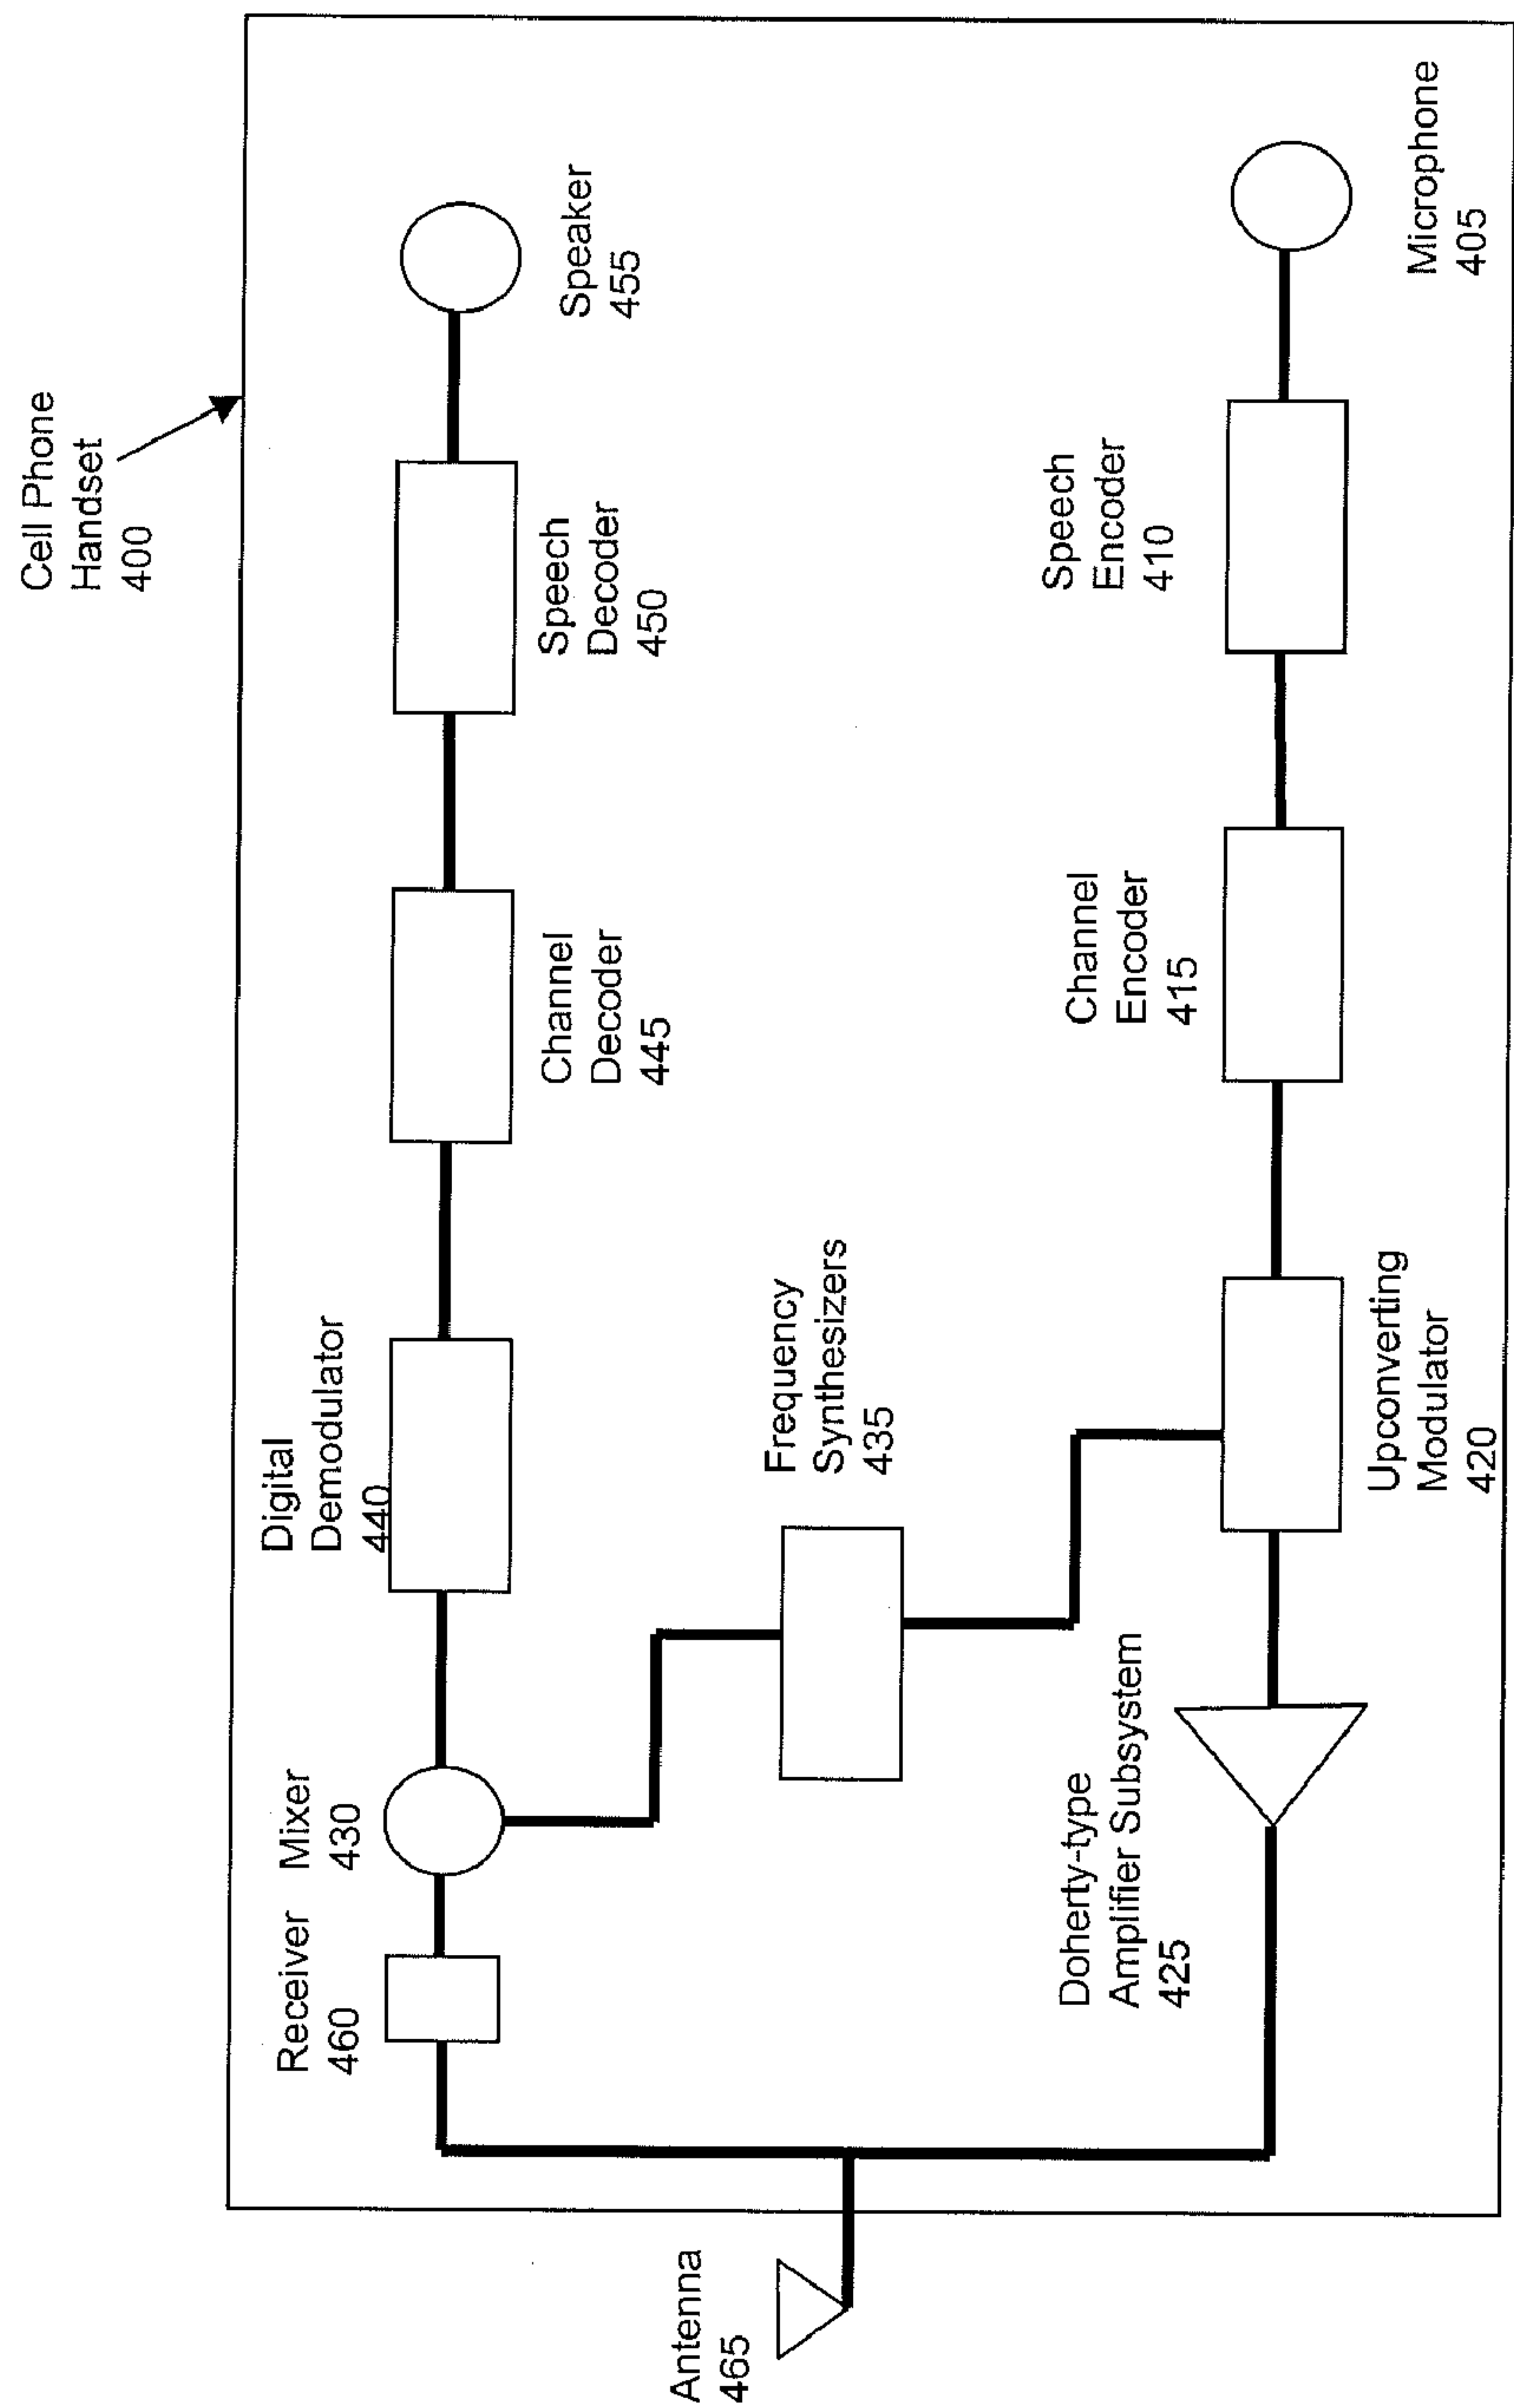 Cell Phone
Handset
400
Antenna
465
Receiver
460
Mixer
430
Digital
Demodulator
440
Channel
Decoder
445
Speech
Decoder
450
Speaker
455
Frequency
Synthesizers
435
Doherty-type
Amplifier Subsystem
425
Upconverting
Modulator
420
Channel
Encoder
415
Speech
Encoder
410
Microphone
405